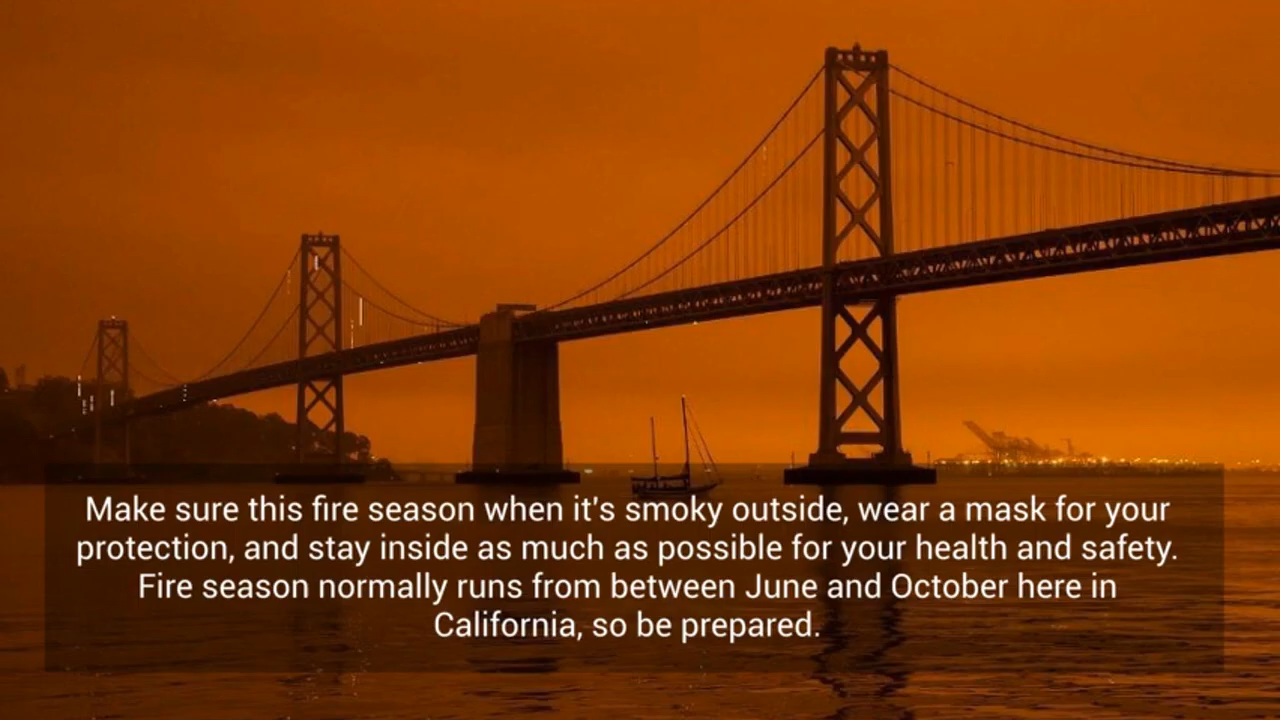 Make sure this fire season when it's smoky outside, wear a mask for your
protection, and stay inside as much as possible for your health and safety.
Fire season normally runs from between June and October here in
California, so be prepared.